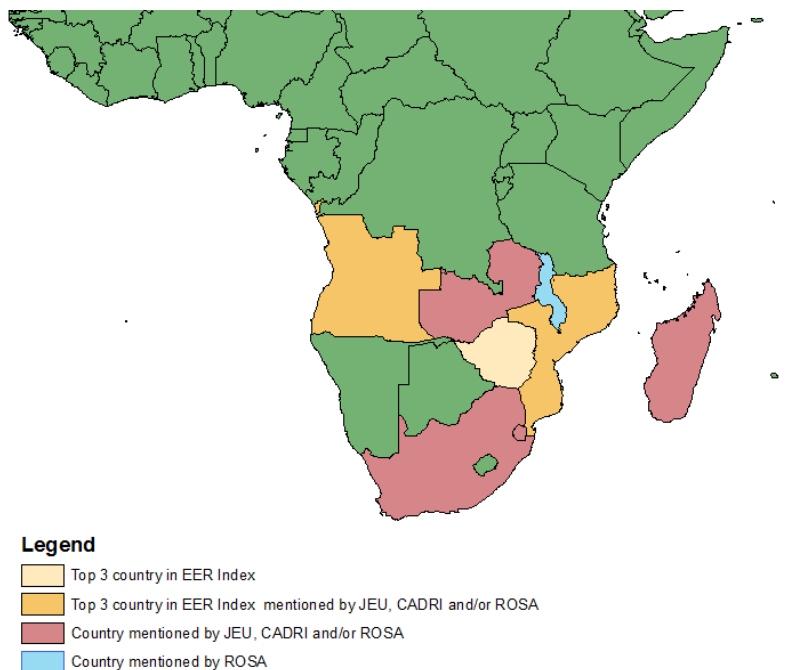 Legend
Top 3 country in EER Index
Top 3 country in EER Index mentioned by JEU, CADRI and/or ROSA
Country mentioned by JEU, CADRI and/or ROSA
Country mentioned by ROSA